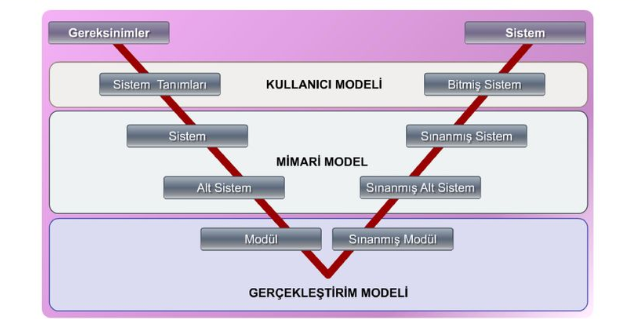 Gereksinimler
Sistem
Sistem Tanımları
KULLANICI MODELİ
Bitmiş Sistem
Sistem
Sınanmış Sistem
MİMARİ MODEL
Alt Sistem
Sınanmış Alt Sistem
Modül
Sınanmış Modül
GERÇEKLEŞTİRİM MODELİ